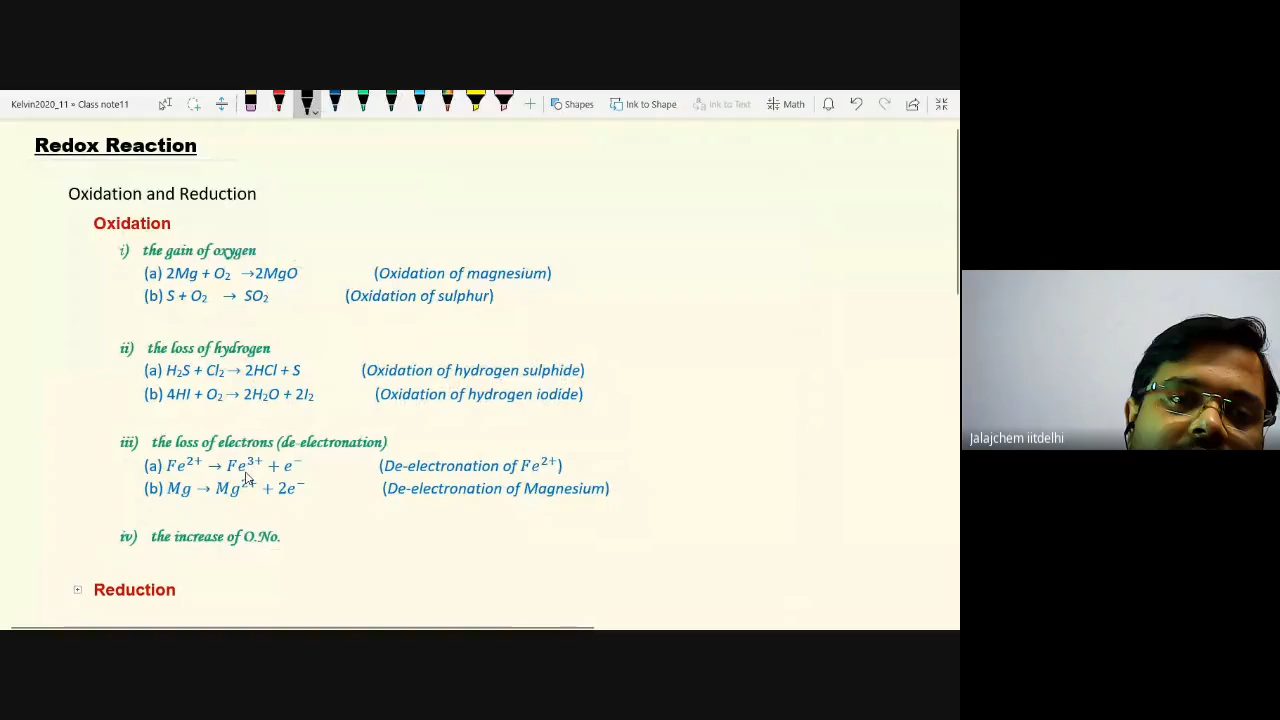 Kelvin2020_11 » Class note11
Shapes
Ink to Shape
Ink to Text
Math
Redox Reaction
Oxidation and Reduction
Oxidation
i) the gain of oxygen
(a) 2Mg + O₂ →2MgO (Oxidation of magnesium)
(b) S + O₂ → SO₂ (Oxidation of sulphur)
ii) the loss of hydrogen
(a) H₂S + Cl₂ → 2HCl + S (Oxidation of hydrogen sulphide)
(b) 4HI + O₂ → 2H₂O + 2I₂ (Oxidation of hydrogen iodide)
iii) the loss of electrons (de-electronation)
(a) Fe²⁺ → Fe³⁺ + e⁻ (De-electronation of Fe²⁺)
(b) Mg → Mg²⁺ + 2e⁻ (De-electronation of Magnesium)
iv) the increase of O.No.
Reduction
Jalajchem iitdelhi